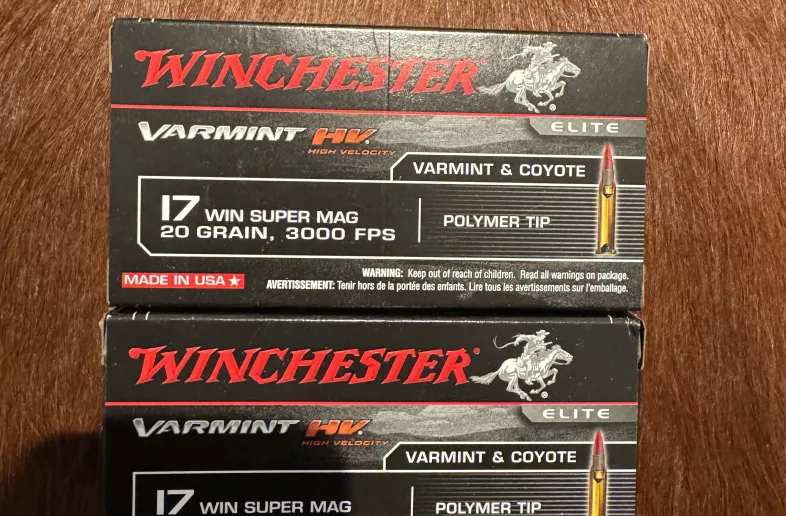 WINCHESTER®
VARMINT HV.
HIGH VELOCITY
ELITE
VARMINT & COYOTE
17 WIN SUPER MAG
20 GRAIN, 3000 FPS
POLYMER TIP
MADE IN USA
WARNING: Keep out of reach of children. Read all warnings on package.
AVERTISSEMENT: Tenir hors de la portée des enfants. Lire tous les avertissements sur l'emballage.
WINCHESTER®
VARMINT HV.
HIGH VELOCITY
ELITE
VARMINT & COYOTE
17 WIN SUPER MAG
POLYMER TIP